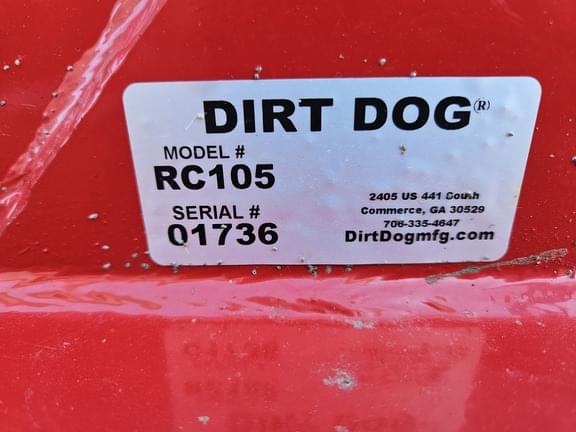 DIRT DOG®
MODEL #
RC105
SERIAL #
01736
2405 US 441 South
Commerce, GA 30529
706-335-4647
DirtDogmfg.com